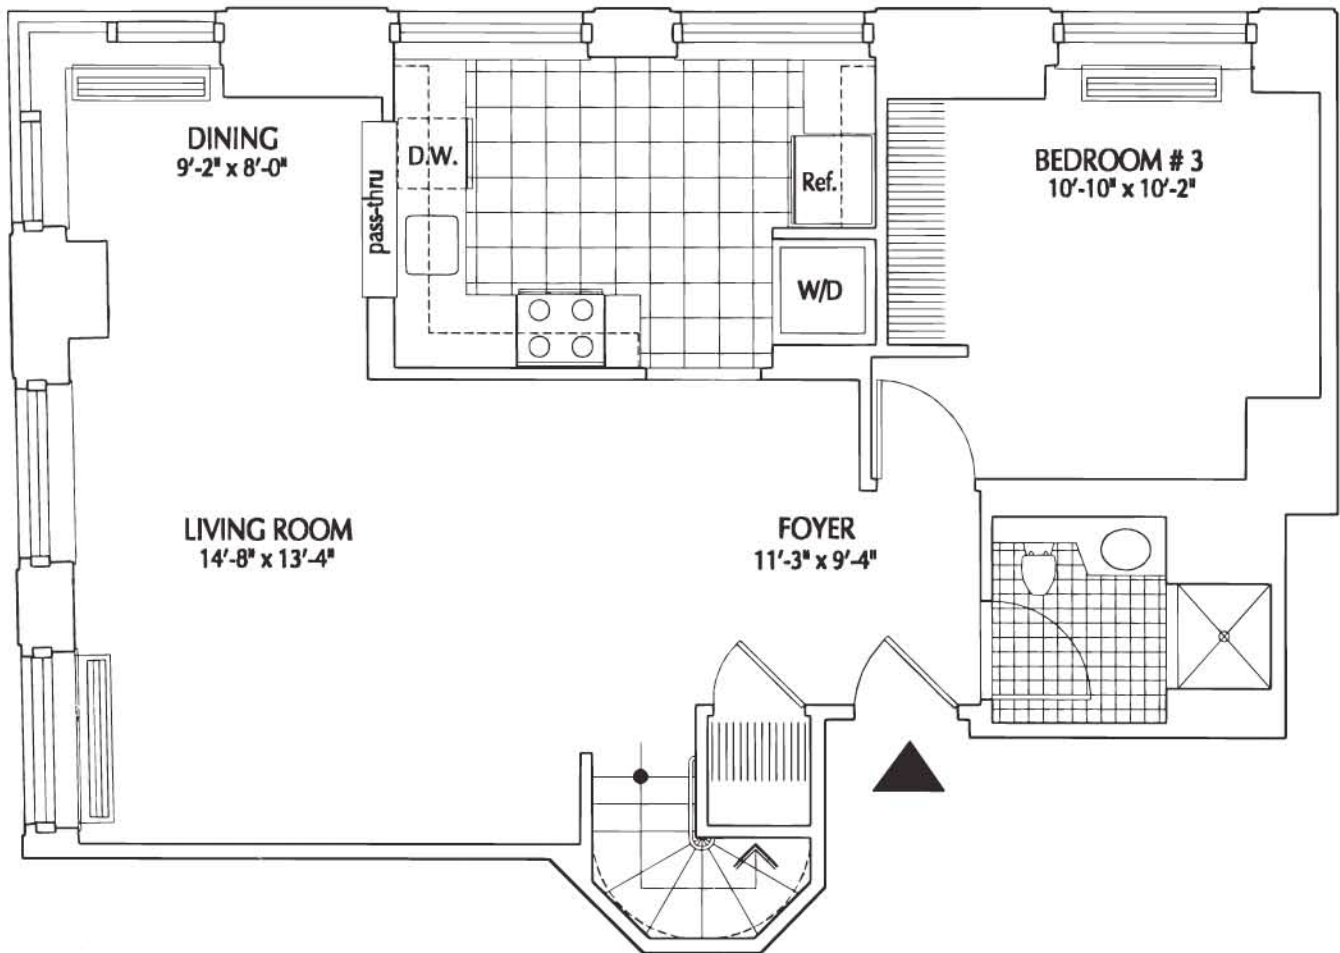 DINING
9'-2" x 8'-0"
pass-thru
D.W.
Ref.
W/D
BEDROOM # 3
10'-10" x 10'-2"
LIVING ROOM
14'-8" x 13'-4"
FOYER
11'-3" x 9'-4"